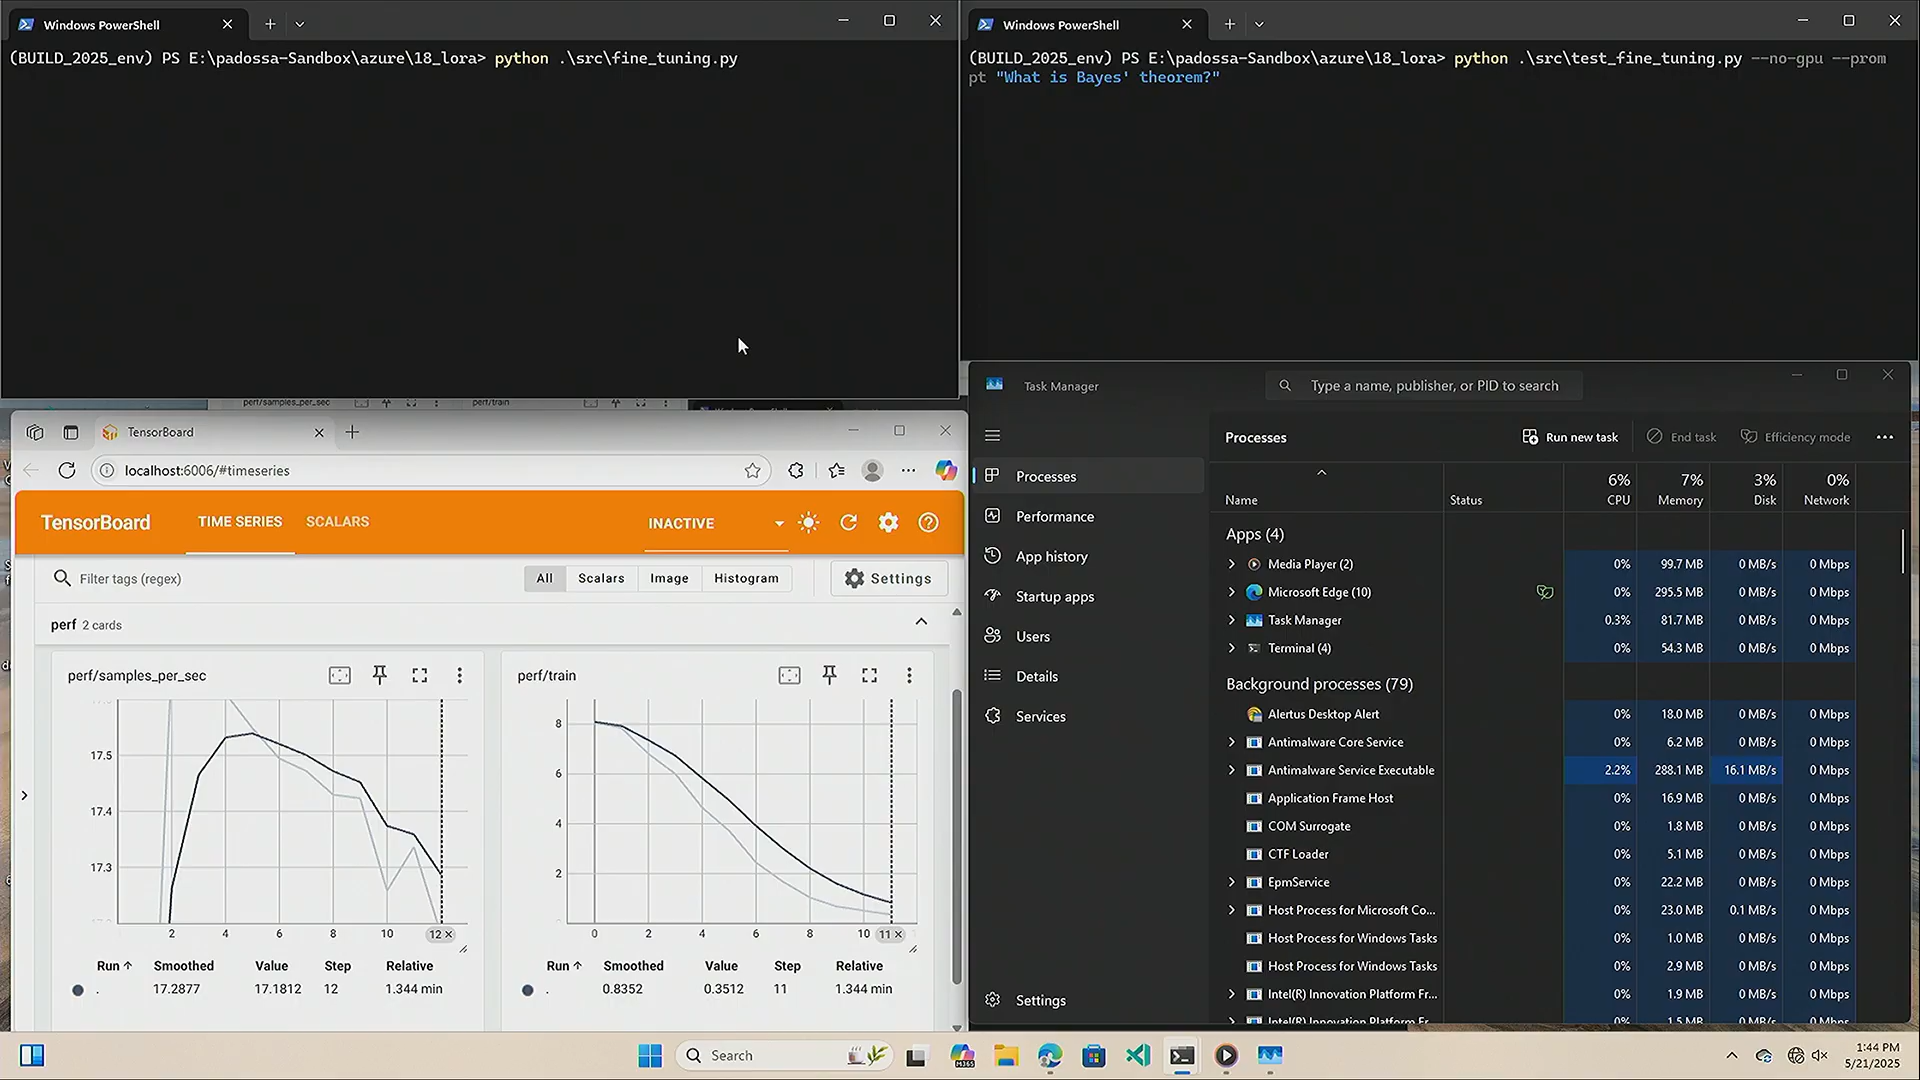 Windows PowerShell
(BUILD_2025_env) PS E:\padossa-Sandbox\azure\18_lora> python .\src\fine_tuning.py
Windows PowerShell
(BUILD_2025_env) PS E:\padossa-Sandbox\azure\18_lora> python .\src\test_fine_tuning.py --no-gpu --prom
pt "What is Bayes' theorem?"
perf/samples_per_sec
perf/train
TensorBoard
localhost:6006/#timeseries
TensorBoard
TIME SERIES
SCALARS
INACTIVE
Filter tags (regex)
All
Scalars
Image
Histogram
Settings
perf 2 cards
perf/samples_per_sec
17.5
17.4
17.3
2 4 6 8 10 12
Run Smoothed Value Step Relative
. 17.2877 17.1812 12 1.344 min
perf/train
8
6
4
2
0 2 4 6 8 10 11
Run Smoothed Value Step Relative
. 0.8352 0.3512 11 1.344 min
Task Manager
Type a name, publisher, or PID to search
Processes
Performance
App history
Startup apps
Users
Details
Services
Settings
Processes
Run new task
End task
Efficiency mode
6% 7% 3% 0%
Name Status CPU Memory Disk Network
Apps (4)
Media Player (2) 0% 99.7 MB 0 MB/s 0 Mbps
Microsoft Edge (10) 0% 295.5 MB 0 MB/s 0 Mbps
Task Manager 0.3% 81.7 MB 0 MB/s 0 Mbps
Terminal (4) 0% 54.3 MB 0 MB/s 0 Mbps
Background processes (79)
Alertus Desktop Alert 0% 18.0 MB 0 MB/s 0 Mbps
Antimalware Core Service 0% 6.2 MB 0 MB/s 0 Mbps
Antimalware Service Executable 2.2% 288.1 MB 16.1 MB/s 0 Mbps
Application Frame Host 0% 16.9 MB 0 MB/s 0 Mbps
COM Surrogate 0% 1.8 MB 0 MB/s 0 Mbps
CTF Loader 0% 5.1 MB 0 MB/s 0 Mbps
EpmService 0% 22.2 MB 0 MB/s 0 Mbps
Host Process for Microsoft Co... 0% 23.0 MB 0.1 MB/s 0 Mbps
Host Process for Windows Tasks 0% 1.0 MB 0 MB/s 0 Mbps
Host Process for Windows Tasks 0% 2.9 MB 0 MB/s 0 Mbps
Intel(R) Innovation Platform Fr... 0% 1.9 MB 0 MB/s 0 Mbps
Intel(R) Innovation Platform Fr... 0% 1.5 MB 0 MB/s 0 Mbps
Search
M365
1:44 PM
5/21/2025